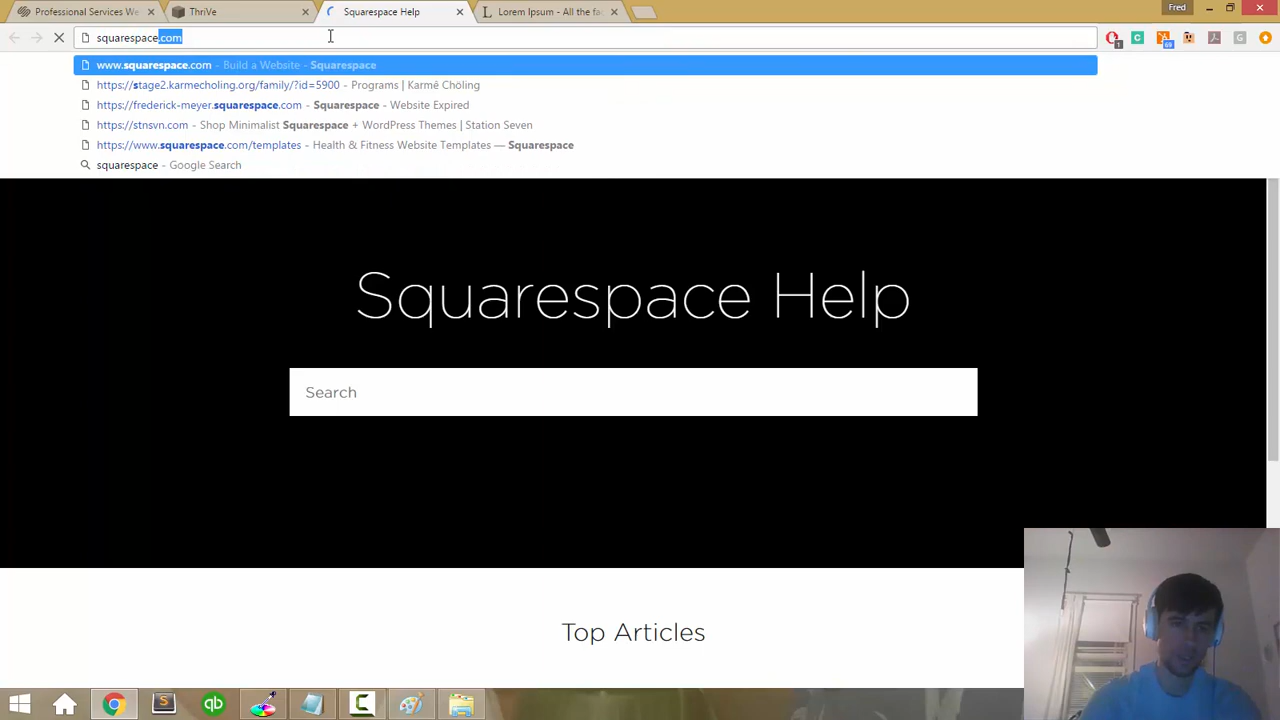 Professional Services We
ThriVe
Squarespace Help
Lorem Ipsum - All the fa
Fred
squarespace.com
www.squarespace.com - Build a Website - Squarespace
https://stage2.karmecholing.org/family/?id=5900 - Programs | Karmê Chöling
https://frederick-meyer.squarespace.com - Squarespace - Website Expired
https://stnsvn.com - Shop Minimalist Squarespace + WordPress Themes | Station Seven
https://www.squarespace.com/templates - Health & Fitness Website Templates — Squarespace
squarespace - Google Search
Squarespace Help
Search
Top Articles